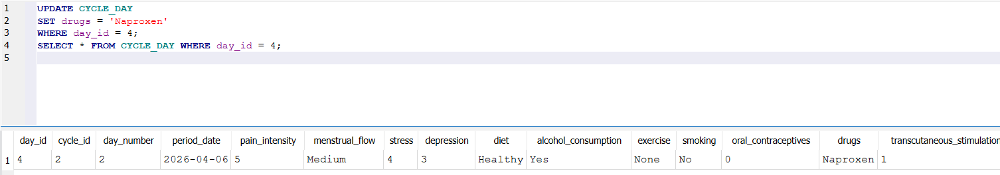 1 UPDATE CYCLE_DAY
2 SET drugs = 'Naproxen'
3 WHERE day_id = 4;
4 SELECT * FROM CYCLE_DAY WHERE day_id = 4;
5
day_id cycle_id day_number period_date pain_intensity menstrual_flow stress depression diet alcohol_consumption exercise smoking oral_contraceptives drugs transcutaneous_stimulation
1 4 2 2 2026-04-06 5 Medium 4 3 Healthy Yes None No 0 Naproxen 1